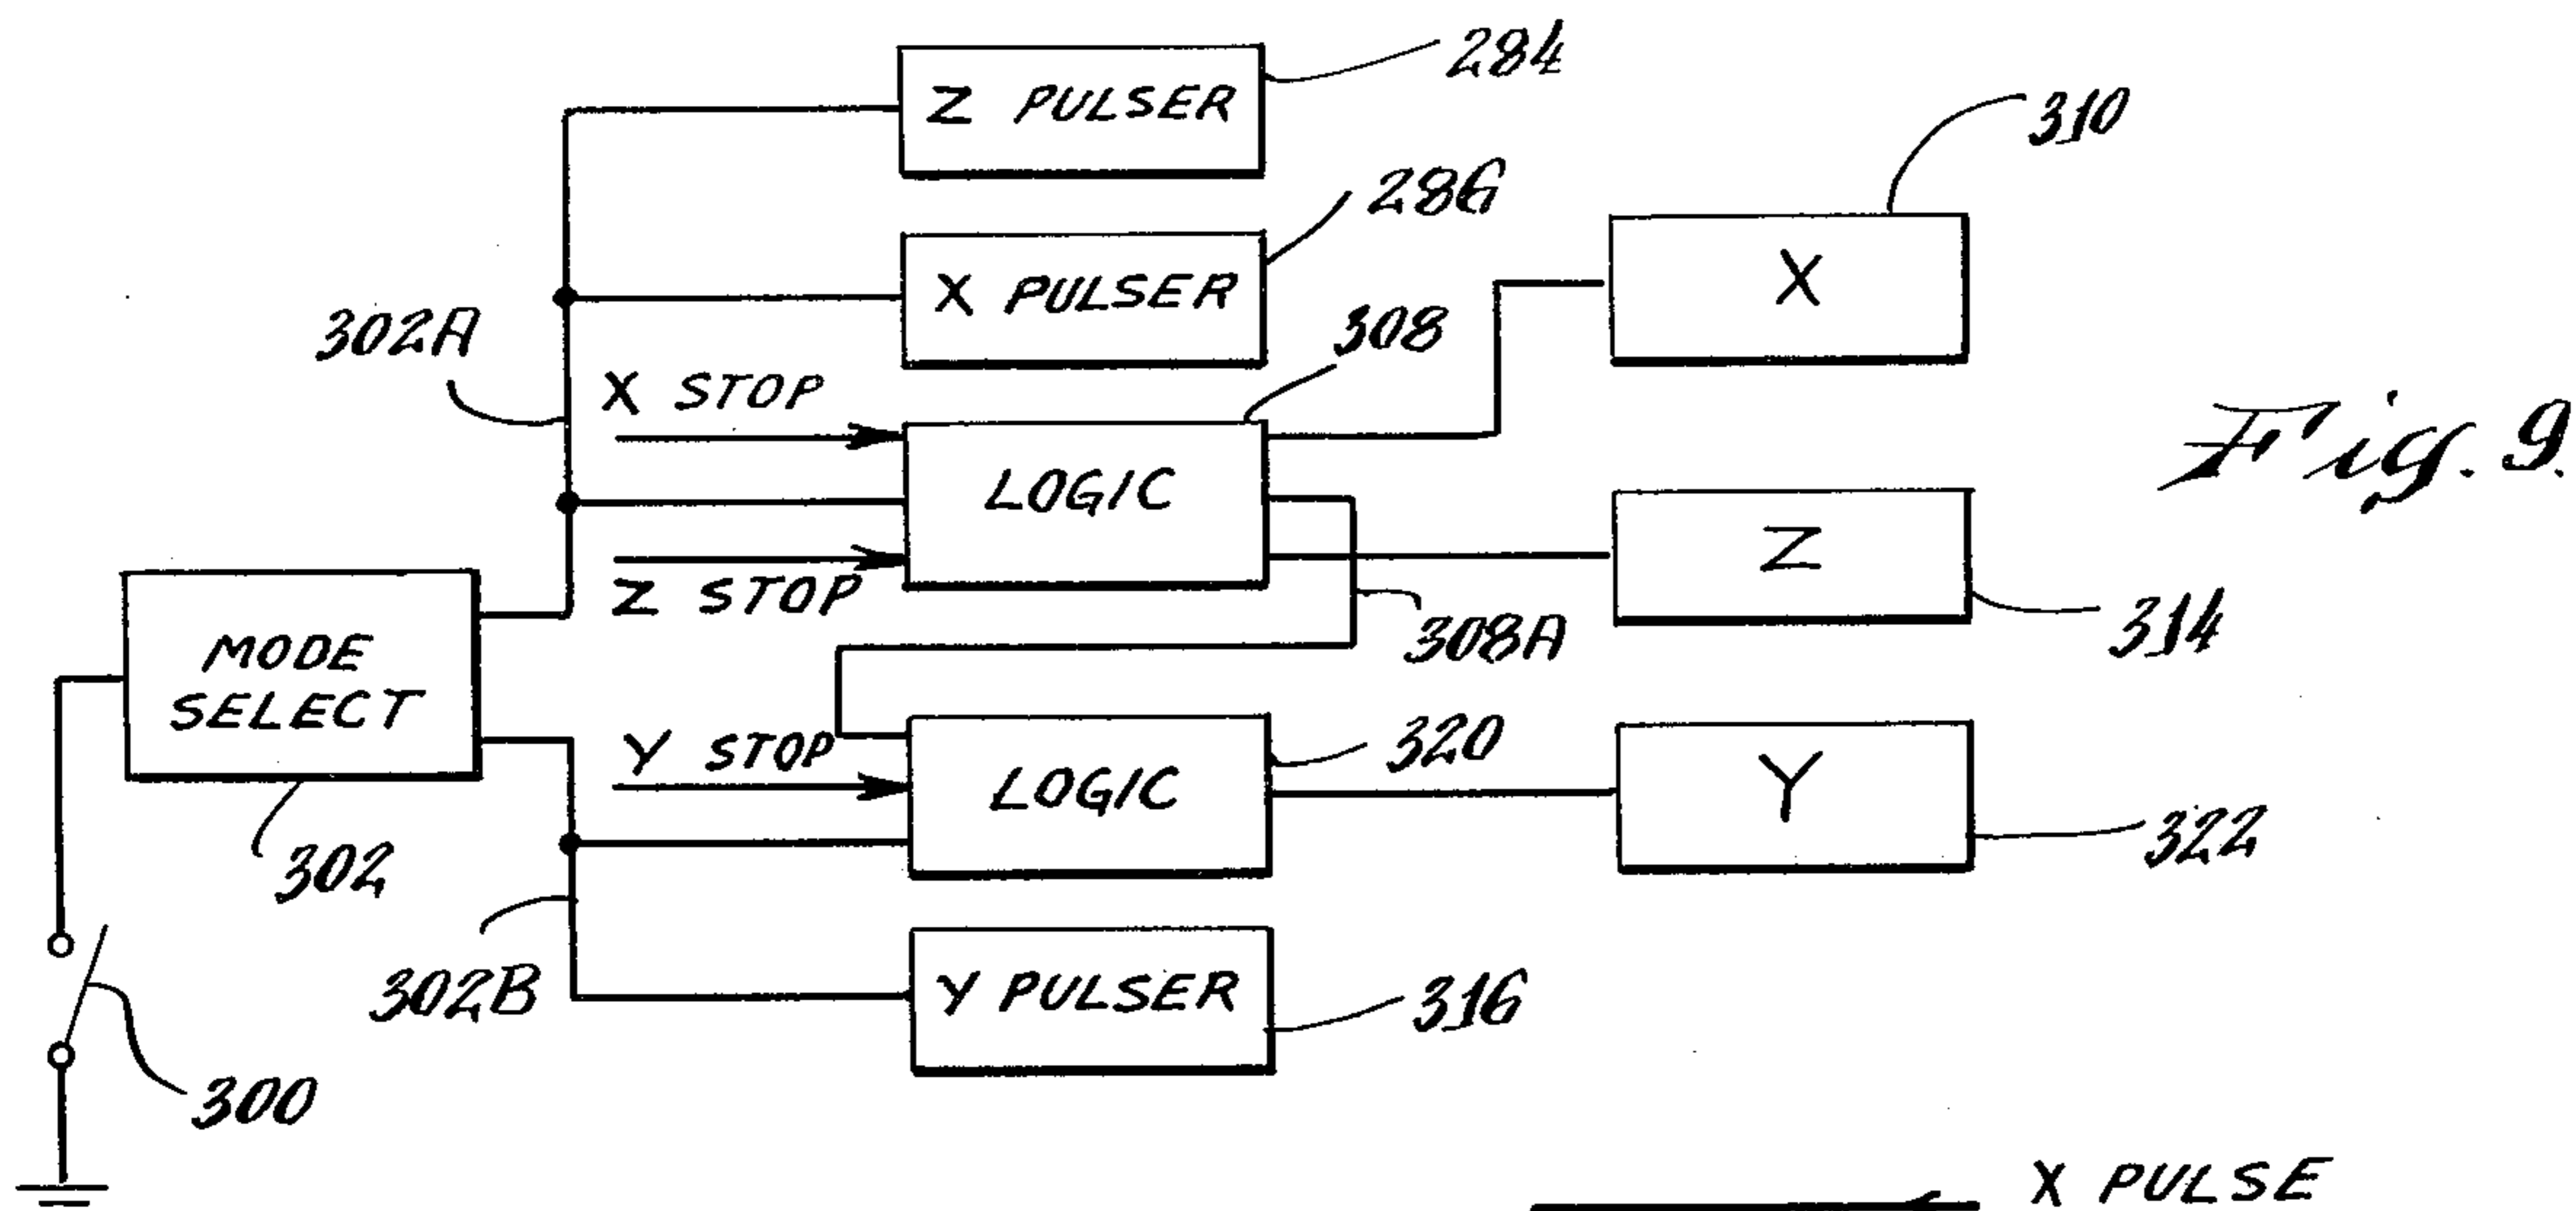 284
Z PULSER
310
286
X PULSER
X
302A
308
X STOP
Fig. 9.
LOGIC
Z
Z STOP
314
308A
MODE
SELECT
320
Y STOP
LOGIC
Y
322
302
302B
Y PULSER
316
300
X PULSE